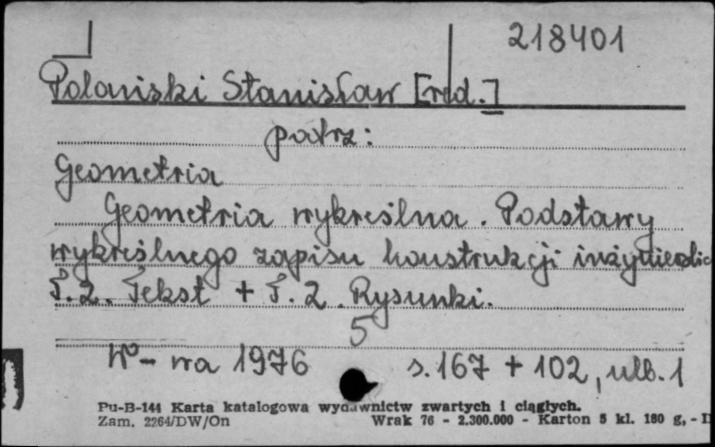 218401
Polański Stanisław [red.]
patrz:
Geometria
Geometria wykreślna. Podstawy
wykreślnego zapisu konstrukcji inżynierskic
T.2. Tekst + T.2. Rysunki.
5
W-wa 1976 s.167 + 102, ulb.1
Pu-B-144 Karta katalogowa wydawnictw zwartych i ciągłych.
Zam. 2264/DW/On Wrak 76 - 2.300.000 - Karton 5 kl. 180 g,